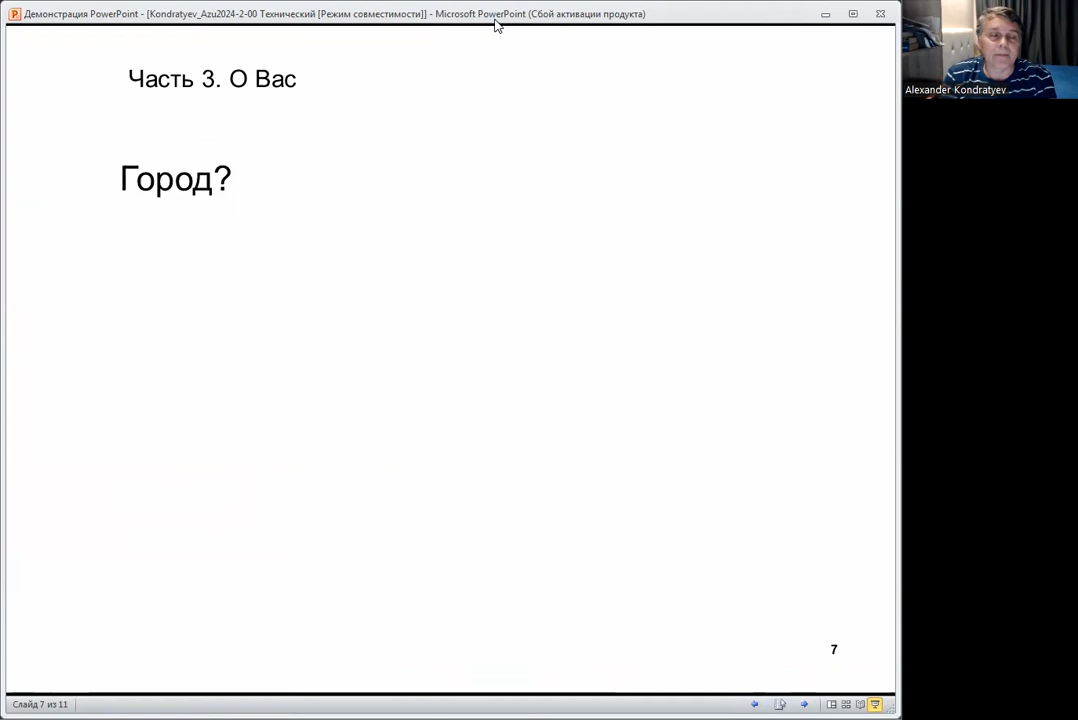 Демонстрация PowerPoint - [Kondratyev_Azu2024-2-00 Технический [Режим совместимости]] - Microsoft PowerPoint (Сбой активации продукта)
Alexander Kondratyev
Часть 3. О Вас
Город?
7
Слайд 7 из 11